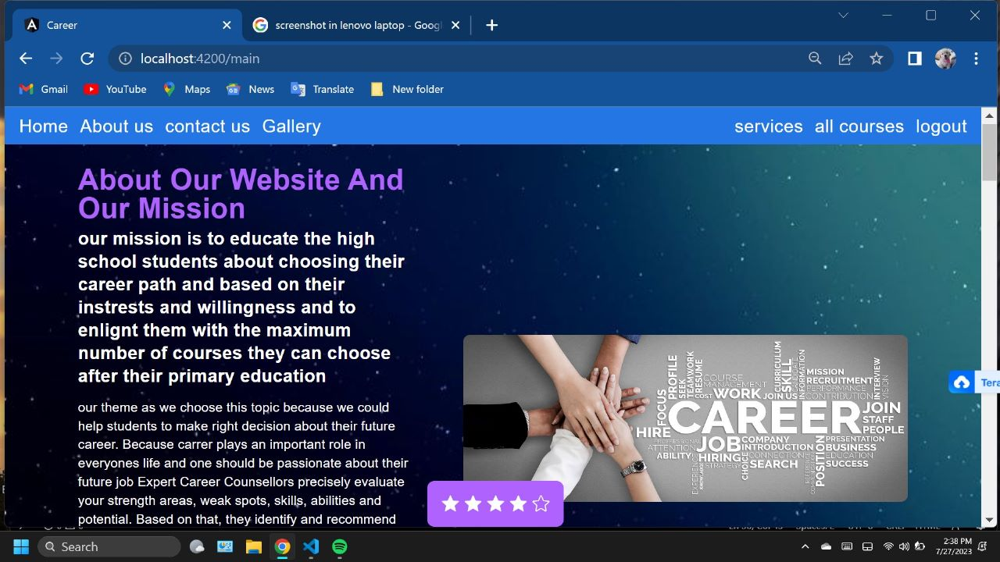 Career
screenshot in lenovo laptop - Goog
localhost:4200/main
Gmail YouTube Maps News Translate New folder
Home About us contact us Gallery services all courses logout
About Our Website And
Our Mission
our mission is to educate the high
school students about choosing their
career path and based on their
instrests and willingness and to
enlignt them with the maximum
number of courses they can choose
after their primary education
our theme as we choose this topic because we could
help students to make right decision about their future
career. Because carrer plays an important role in
everyones life and one should be passionate about their
future job Expert Career Counsellors precisely evaluate
your strength areas, weak spots, skills, abilities and
potential. Based on that, they identify and recommend
FOCUS
PROFILE
SEEK
TEAMWORK
RESUME
COURSE
MANAGEMENT
COST WORK JOIN US
CURRICULUM
SKILL
CANDIDATE
INFORMATION
MISSION
RECRUITMENT
PERFORMANCE
CONTRIBUTION
INTERVIEW
VISION
CAREER
JOIN
STAFF
PEOPLE
HIRE
PROFESSIONAL
ATTENTION
ABILITY
JOB
HIRING
STRATEGY
EXPERIENCE
KNOWLEDGE
COMPANY
INTRODUCTION
CONNECTION
CHOICE
SEARCH
POSITION
PRESENTATION
BUSINESS
EDUCATION
SUCCESS
Tera
Search
2:38 PM
7/27/2023